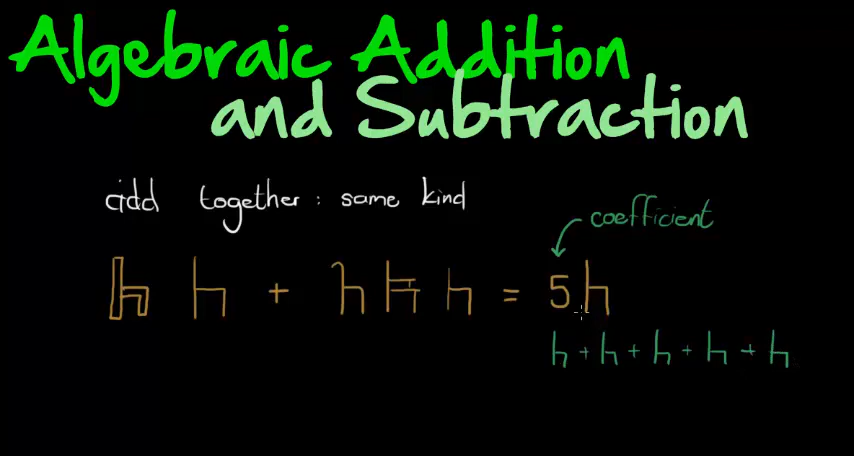 Algebraic Addition
and Subtraction
add together : same kind
coefficient
h h + h h h = 5h
h + h + h + h + h